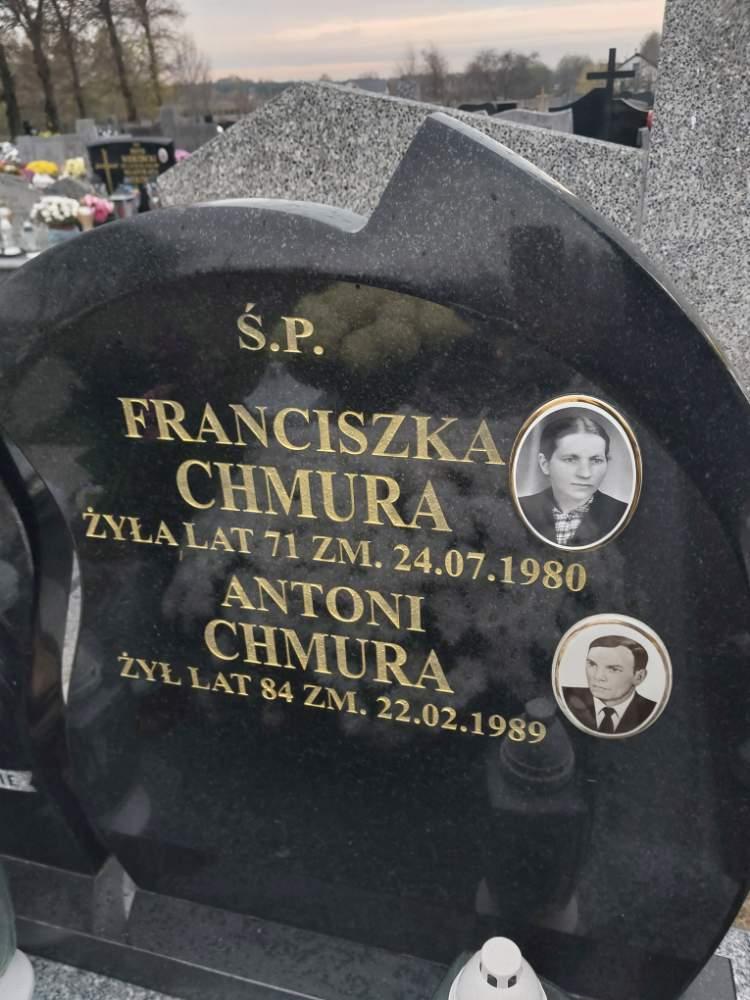 Ś.P.
FRANCISZKA
CHMURA
ŻYŁA LAT 71 ZM. 24.07.1980
ANTONI
CHMURA
ŻYŁ LAT 84 ZM. 22.02.1989